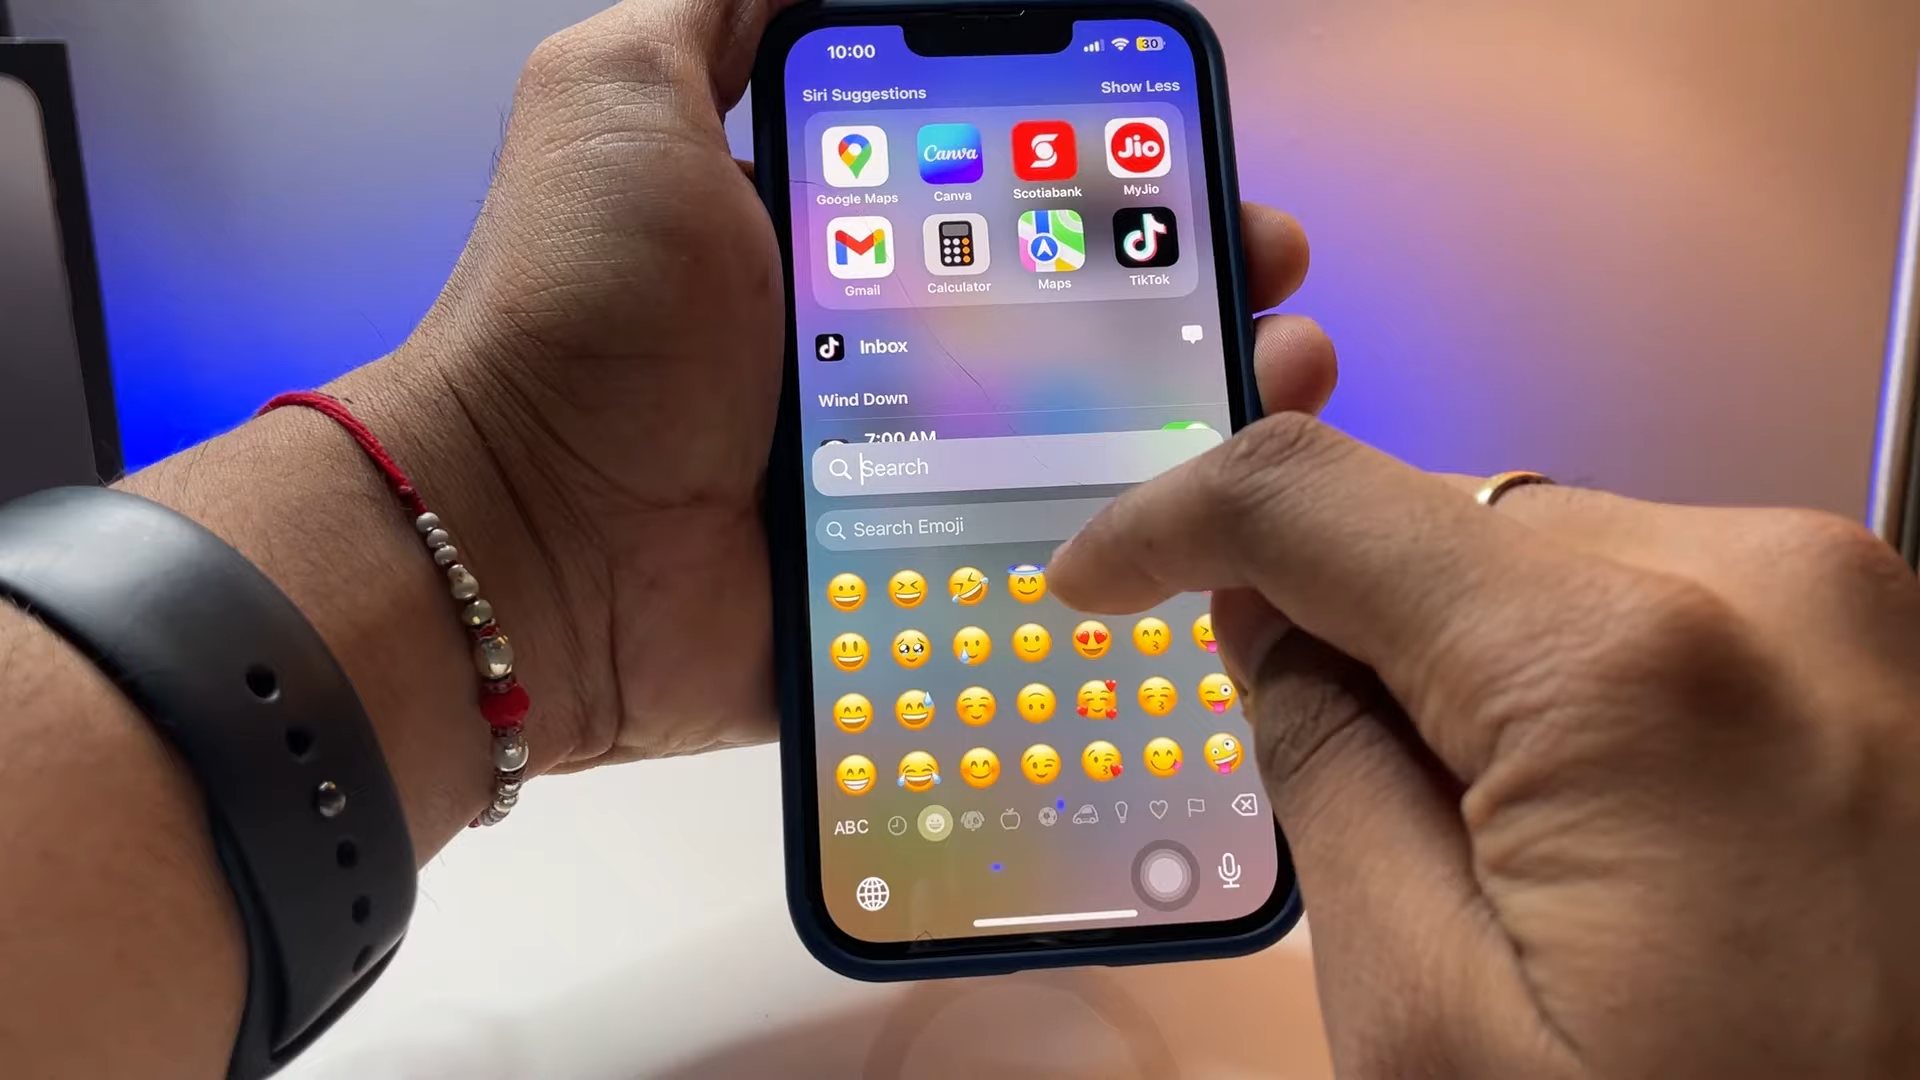 10:00
30
Siri Suggestions
Show Less
Canva
Jio
Google Maps
Canva
Scotiabank
MyJio
Gmail
Calculator
Maps
TikTok
Inbox
Wind Down
7:00 AM
Search
Search Emoji
ABC